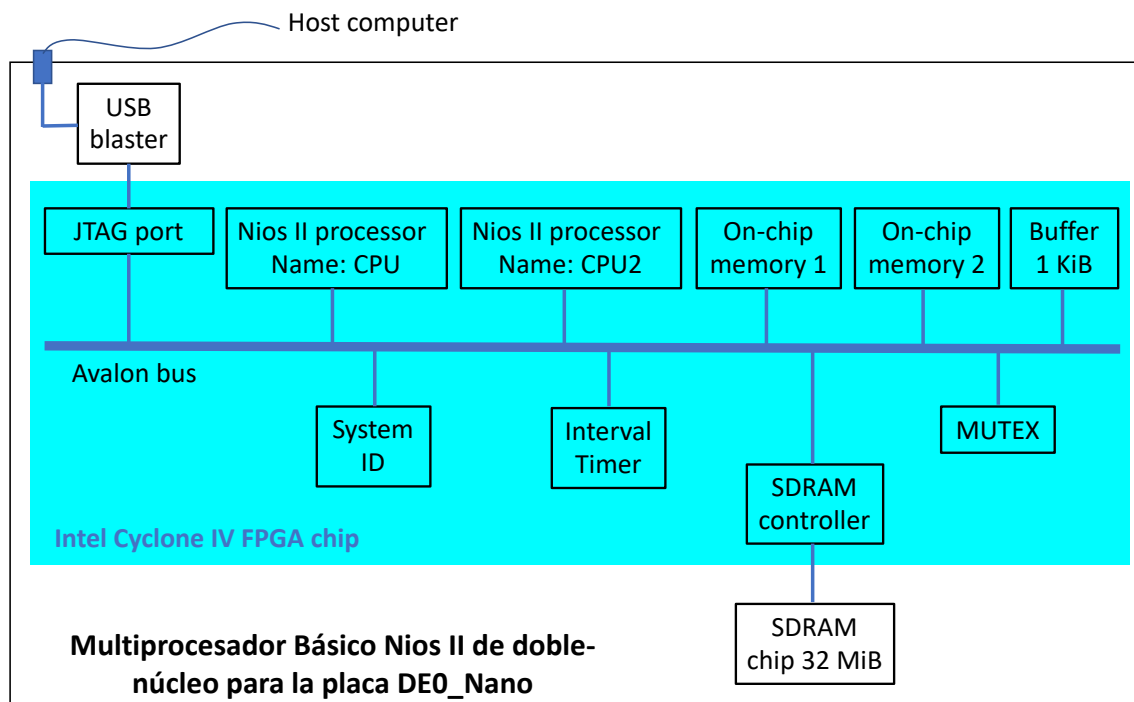 Host computer
USB
blaster
JTAG port
Nios II processor
Name: CPU
Nios II processor
Name: CPU2
On-chip
memory 1
On-chip
memory 2
Buffer
1 KiB
Avalon bus
System
ID
Interval
Timer
MUTEX
SDRAM
controller
Intel Cyclone IV FPGA chip
SDRAM
chip 32 MiB
Multiprocesador Básico Nios II de doble-
núcleo para la placa DE0_Nano